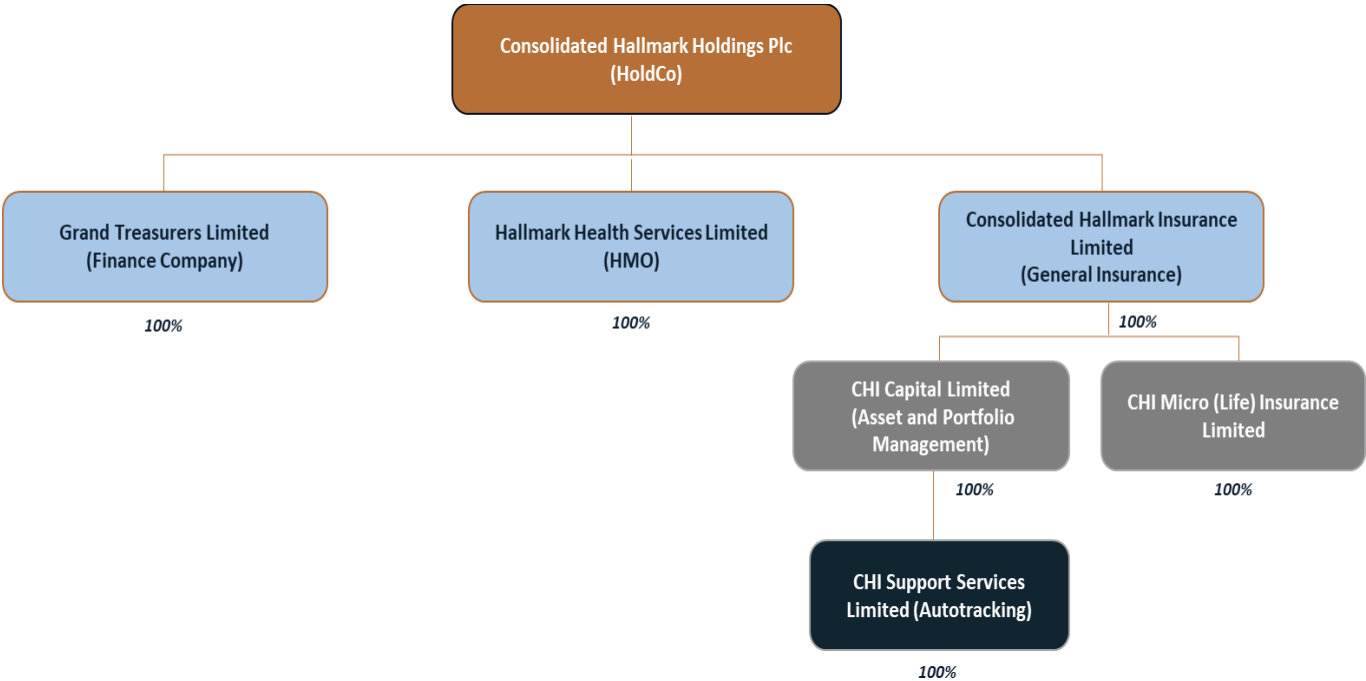 Consolidated Hallmark Holdings Plc
(HoldCo)
Grand Treasurers Limited
(Finance Company)
100%
Hallmark Health Services Limited
(HMO)
100%
Consolidated Hallmark Insurance
Limited
(General Insurance)
100%
CHI Capital Limited
(Asset and Portfolio
Management)
100%
CHI Micro (Life) Insurance
Limited
100%
CHI Support Services
Limited (Autotracking)
100%